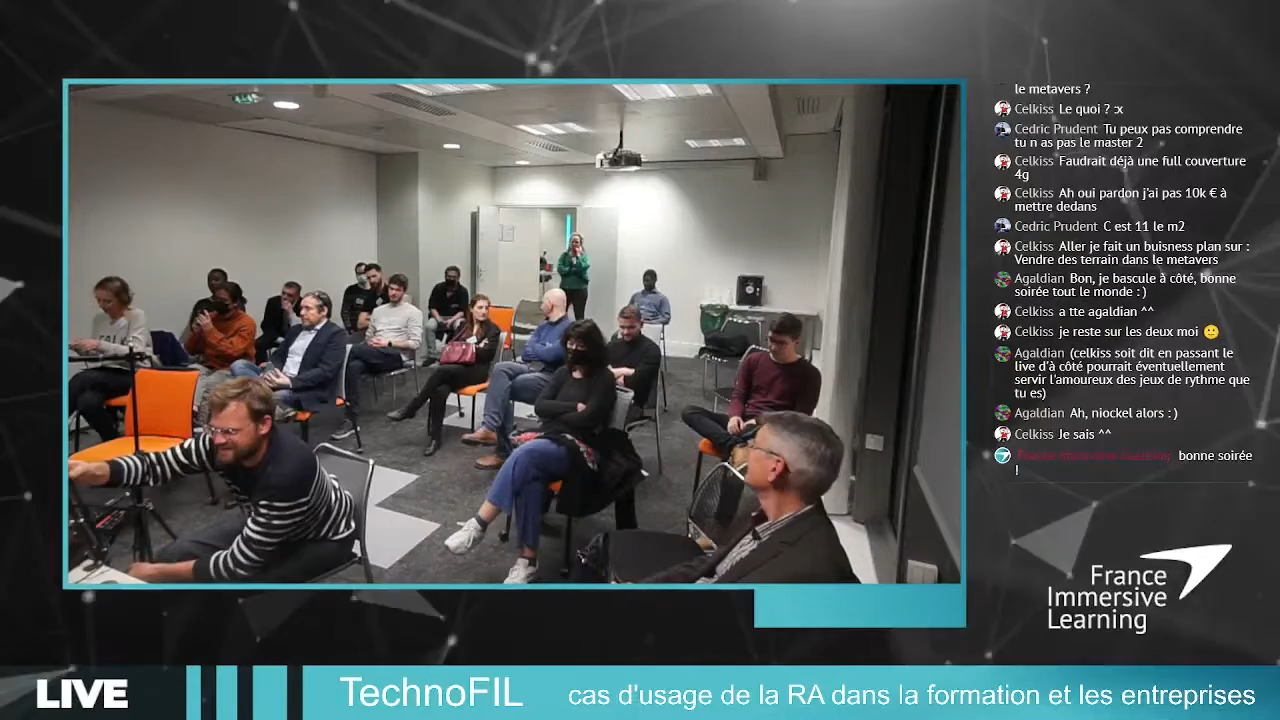 le metavers ?
Celkiss Le quoi ? :x
Cedric Prudent Tu peux pas comprendre
tu n as pas le master 2
Celkiss Faudrait déjà une full couverture
4g
Celkiss Ah oui pardon j'ai pas 10k € à
mettre dedans
Cedric Prudent C est 11 le m2
Celkiss Aller je fait un buisness plan sur :
Vendre des terrain dans le metavers
Agaldian Bon, je bascule à côté, bonne
soirée tout le monde : )
Celkiss a tte agaldian ^^
Celkiss je reste sur les deux moi 🙂
Agaldian (celkiss soit dit en passant le
live d'à côté pourrait éventuellement
servir l'amoureux des jeux de rythme que
tu es)
Agaldian Ah, niockel alors : )
Celkiss Je sais ^^
France Immersive Learning bonne soirée
!
France
Immersive
Learning
LIVE
TechnoFIL cas d'usage de la RA dans la formation et les entreprises